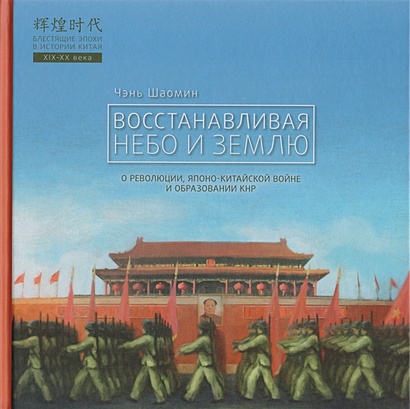 辉煌时代
БЛЕСТЯЩИЕ ЭПОХИ
В ИСТОРИИ КИТАЯ
XIX-XX века
Чэнь Шаомин
ВОССТАНАВЛИВАЯ
НЕБО И ЗЕМЛЮ
О РЕВОЛЮЦИИ, ЯПОНО-КИТАЙСКОЙ ВОЙНЕ
И ОБРАЗОВАНИИ КНР